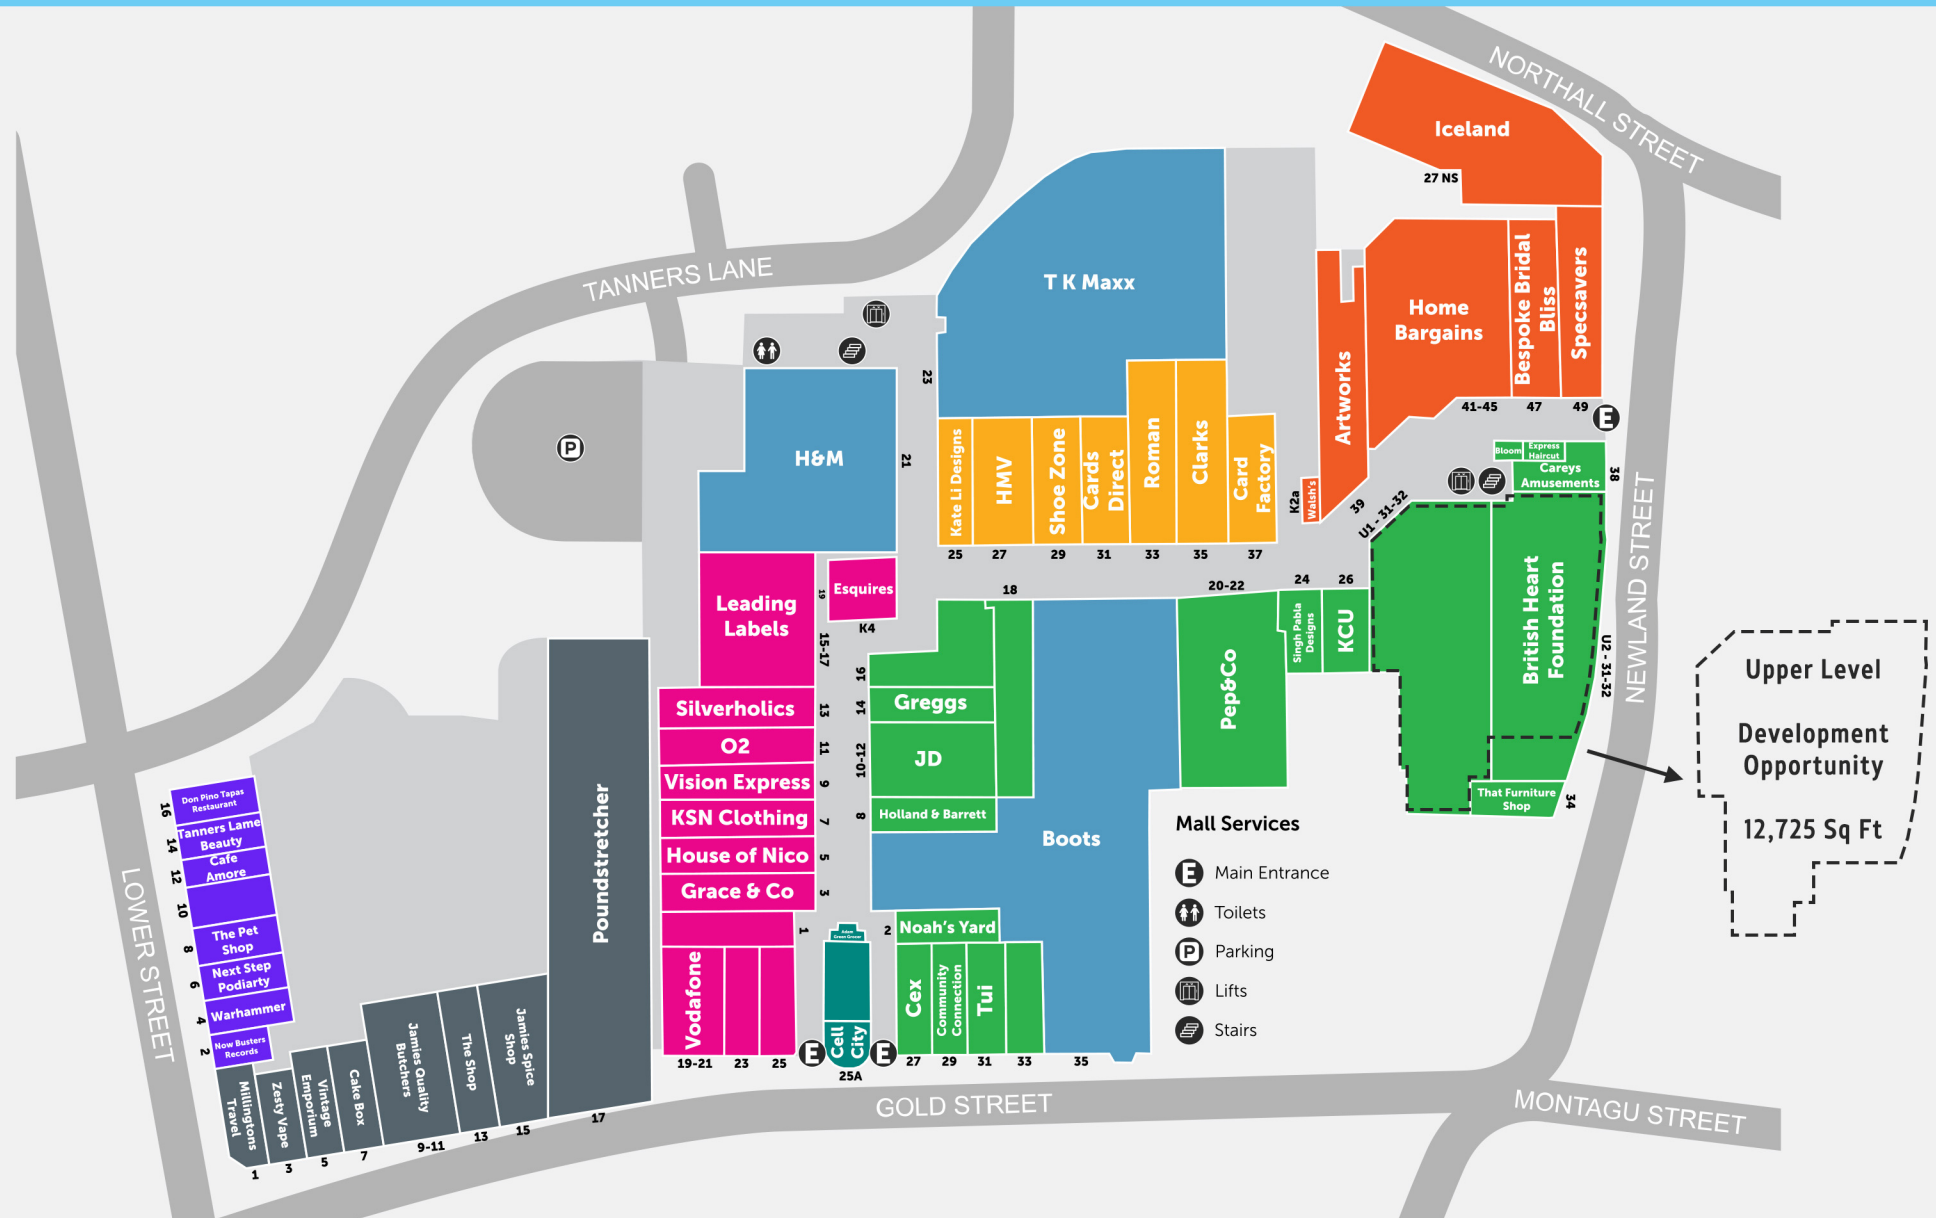 NORTHALL STREET
Iceland
27 NS
TANNERS LANE
T K Maxx
23
Home
Bargains
Bespoke Bridal
Bliss
Specsavers
Artworks
41-45
47
49
E
P
H&M
21
Kate Li Designs
HMV
Shoe Zone
Cards
Direct
Roman
Clarks
Card
Factory
K2a
Walsh's
39
25
27
29
31
33
35
37
Bloom
Express
Haircut
Careys
Amusements
38
U1 - 31-32
British Heart
Foundation
U2 - 31-32
NEWLAND STREET
That Furniture
Shop
34
Leading
Labels
19
Esquires
K4
15-17
18
20-22
24
26
Singh Pabla
Designs
KCU
Pep&Co
16
Silverholics
13
14
Greggs
O2
11
10-12
JD
Vision Express
9
KSN Clothing
7
8
Holland & Barrett
House of Nico
5
Grace & Co
3
Boots
1
2
Noah's Yard
Adam
Green Grocer
Vodafone
Cell
City
Cex
Community
Connection
Tui
E
E
19-21
23
25
25A
27
29
31
33
35
Poundstretcher
17
16
Don Pino Tapas
Restaurant
14
Tanners Lame
Beauty
12
Cafe
Amore
10
8
The Pet
Shop
6
Next Step
Podiarty
4
Warhammer
2
Now Busters
Records
LOWER STREET
Millingtons
Travel
Zesty Vape
Vintage
Emporium
Cake Box
Jamies Quality
Butchers
The Shop
Jamies Spice
Shop
1
3
5
7
9-11
13
15
GOLD STREET
MONTAGU STREET
Mall Services
E Main Entrance
Toilets
P Parking
Lifts
Stairs
Upper Level
Development
Opportunity
12,725 Sq Ft